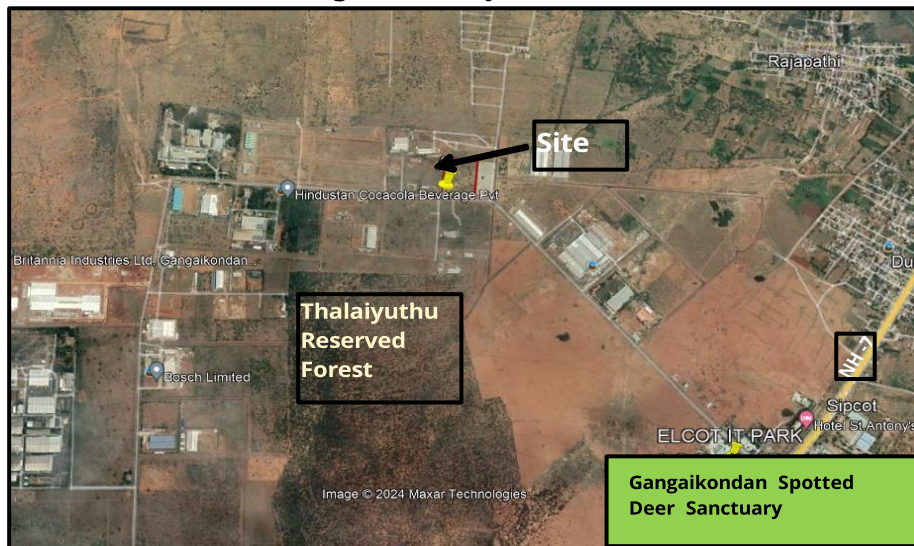 Rajapathi
Site
Hindustan Cocacola Beverage Pvt
Britannia Industries Ltd. Gangaikondan...
Du
Thalaiyuthu
Reserved
Forest
NH -7
Bosch Limited
Sipcot
Hotel St.Antony's
ELCOT IT PARK
Gangaikondan Spotted
Deer Sanctuary
Image © 2024 Maxar Technologies